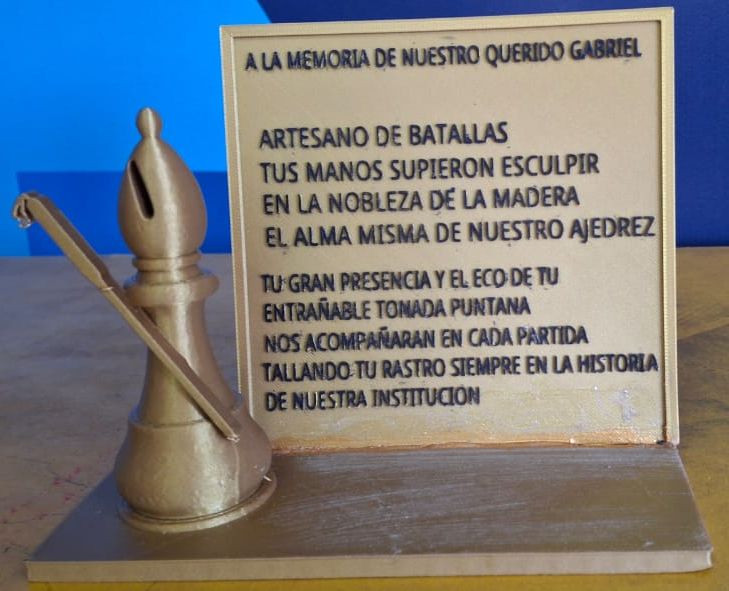 A LA MEMORIA DE NUESTRO QUERIDO GABRIEL
ARTESANO DE BATALLAS
TUS MANOS SUPIERON ESCULPIR
EN LA NOBLEZA DE LA MADERA
EL ALMA MISMA DE NUESTRO AJEDREZ
TU GRAN PRESENCIA Y EL ECO DE TU
ENTRAÑABLE TONADA PUNTANA
NOS ACOMPAÑARAN EN CADA PARTIDA
TALLANDO TU RASTRO SIEMPRE EN LA HISTORIA
DE NUESTRA INSTITUCION